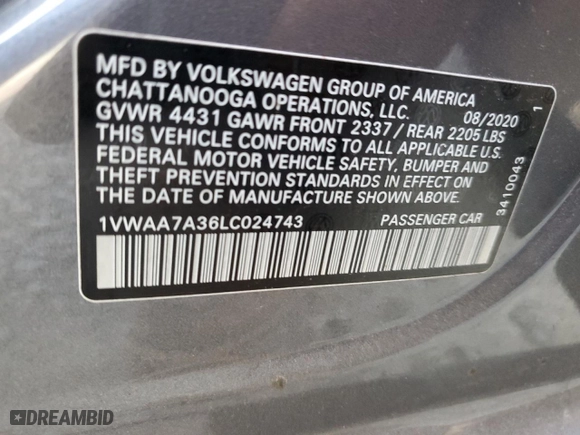 MFD BY VOLKSWAGEN GROUP OF AMERICA
CHATTANOOGA OPERATIONS, LLC. 08/2020 1
GVWR 4431 GAWR FRONT 2337 / REAR 2205 LBS
THIS VEHICLE CONFORMS TO ALL APPLICABLE U.S.
FEDERAL MOTOR VEHICLE SAFETY, BUMPER AND
THEFT PREVENTION STANDARDS IN EFFECT ON
THE DATE OF MANUFACTURE SHOWN ABOVE.
3410043
1VWAA7A36LC024743 PASSENGER CAR
DREAMBID